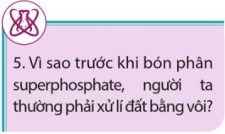 5. Vì sao trước khi bón phân
superphosphate, người ta
thường phải xử lí đất bằng vôi?